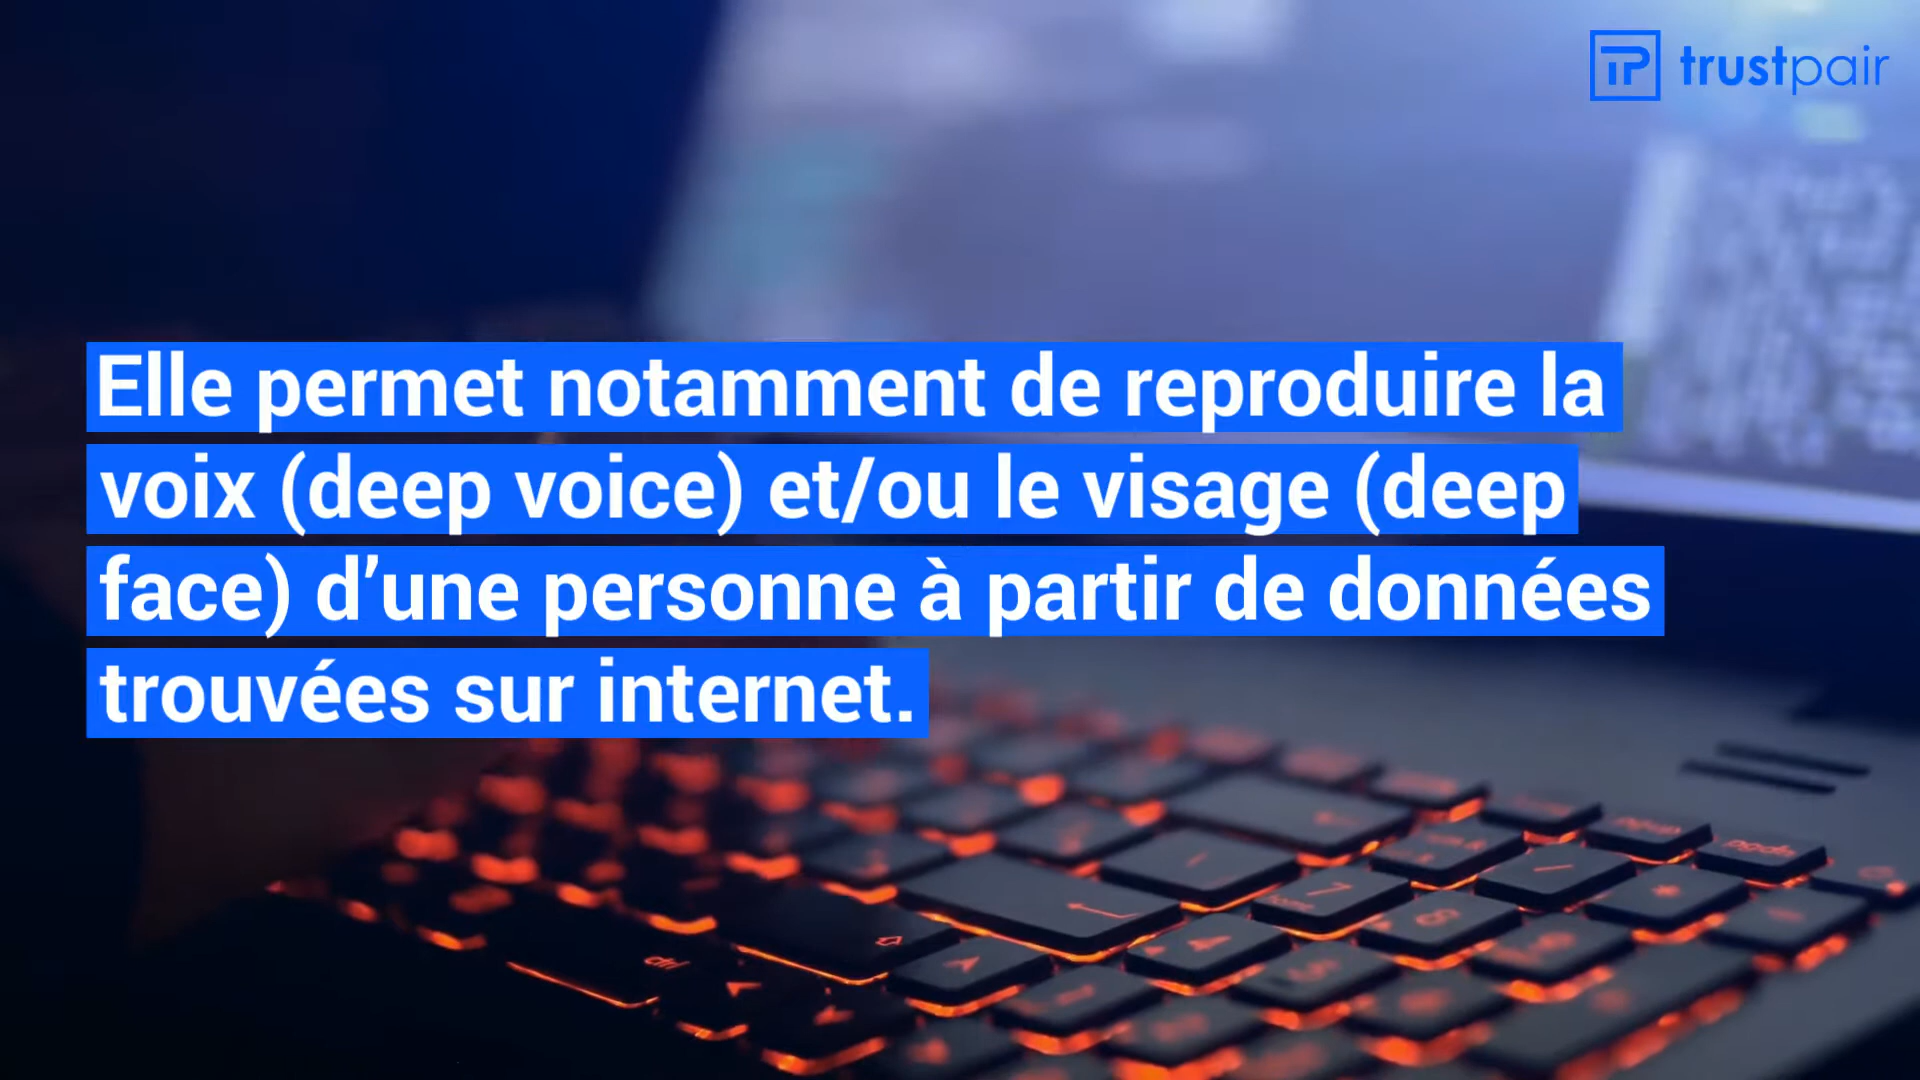 trustpair
Elle permet notamment de reproduire la
voix (deep voice) et/ou le visage (deep
face) d’une personne à partir de données
trouvées sur internet.